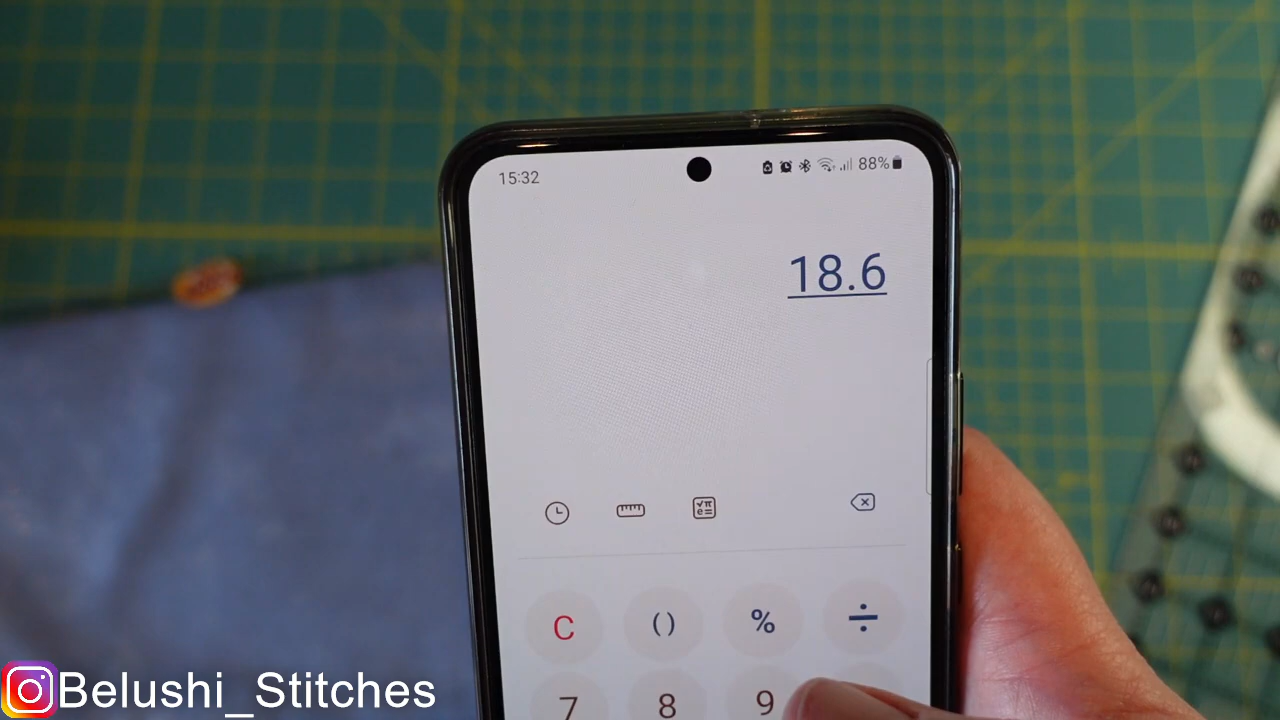 15:32 88%
18.6
√π
e=
C () % ÷
7 8 9
Belushi_Stitches